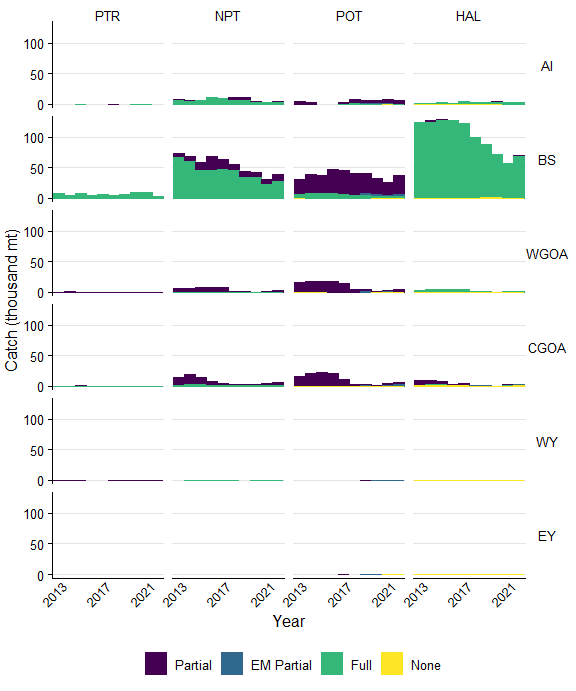 PTR NPT POT HAL
100
50
0
AI
100
50
0
BS
100
50
0
WGOA
100
50
0
CGOA
100
50
0
WY
100
50
0
EY
Catch (thousand mt)
2013 2017 2021 2013 2017 2021 2013 2017 2021 2013 2017 2021
Year
Partial EM Partial Full None